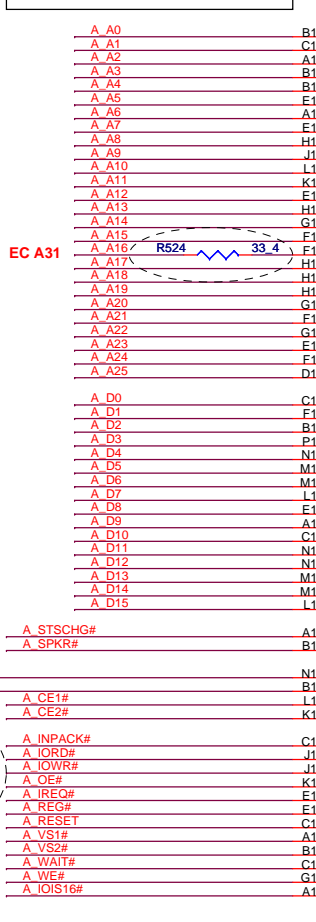 A_A0 B1
A_A1 C1
A_A2 A1
A_A3 B1
A_A4 B1
A_A5 E1
A_A6 A1
A_A7 E1
A_A8 H1
A_A9 J1
A_A10 L1
A_A11 K1
A_A12 E1
A_A13 H1
A_A14 G1
A_A15 F1
EC A31 A_A16 R524 33_4 F1
A_A17 H1
A_A18 H1
A_A19 H1
A_A20 G1
A_A21 F1
A_A22 G1
A_A23 E1
A_A24 F1
A_A25 D1
A_D0 C1
A_D1 F1
A_D2 B1
A_D3 P1
A_D4 N1
A_D5 M1
A_D6 M1
A_D7 L1
A_D8 E1
A_D9 A1
A_D10 C1
A_D11 N1
A_D12 N1
A_D13 M1
A_D14 M1
A_D15 L1
A_STSCHG# A1
A_SPKR# B1
N1
B1
A_CE1# L1
A_CE2# K1
A_INPACK# C1
A_IORD# J1
A_IOWR# J1
A_OE# K1
A_IREQ# E1
A_REG# E1
A_RESET C1
A_VS1# A1
A_VS2# B1
A_WAIT# C1
A_WE# G1
A_IOIS16# A1